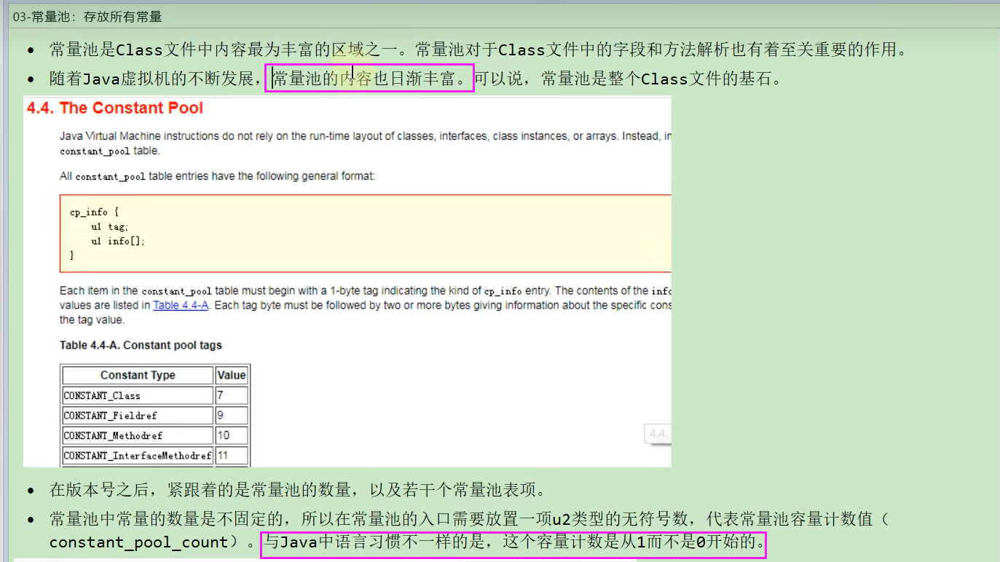 03-常量池：存放所有常量
• 常量池是Class文件中内容最为丰富的区域之一。常量池对于Class文件中的字段和方法解析也有着至关重要的作用。
• 随着Java虚拟机的不断发展，常量池的内容也日渐丰富。可以说，常量池是整个Class文件的基石。
4.4. The Constant Pool
Java Virtual Machine instructions do not rely on the run-time layout of classes, interfaces, class instances, or arrays. Instead, in
constant_pool table.
All constant_pool table entries have the following general format:
cp_info {
u1 tag;
u1 info[];
}
Each item in the constant_pool table must begin with a 1-byte tag indicating the kind of cp_info entry. The contents of the info
values are listed in Table 4.4-A. Each tag byte must be followed by two or more bytes giving information about the specific cons
the tag value.
Table 4.4-A. Constant pool tags
Constant Type Value
CONSTANT_Class 7
CONSTANT_Fieldref 9
CONSTANT_Methodref 10
CONSTANT_InterfaceMethodref 11
4.4.
• 在版本号之后，紧跟着的是常量池的数量，以及若干个常量池表项。
• 常量池中常量的数量是不固定的，所以在常量池的入口需要放置一项u2类型的无符号数，代表常量池容量计数值（
constant_pool_count）。与Java中语言习惯不一样的是，这个容量计数是从1而不是0开始的。